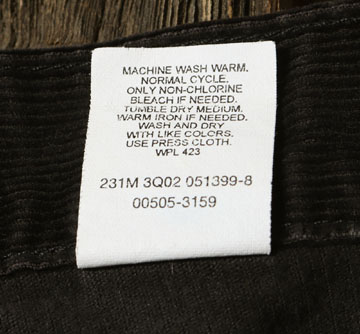 MACHINE WASH WARM.
NORMAL CYCLE.
ONLY NON-CHLORINE
BLEACH IF NEEDED.
TUMBLE DRY MEDIUM.
WARM IRON IF NEEDED.
WASH AND DRY
WITH LIKE COLORS.
USE PRESS CLOTH.
WPL 423
231M 3Q02 051399-8
00505-3159